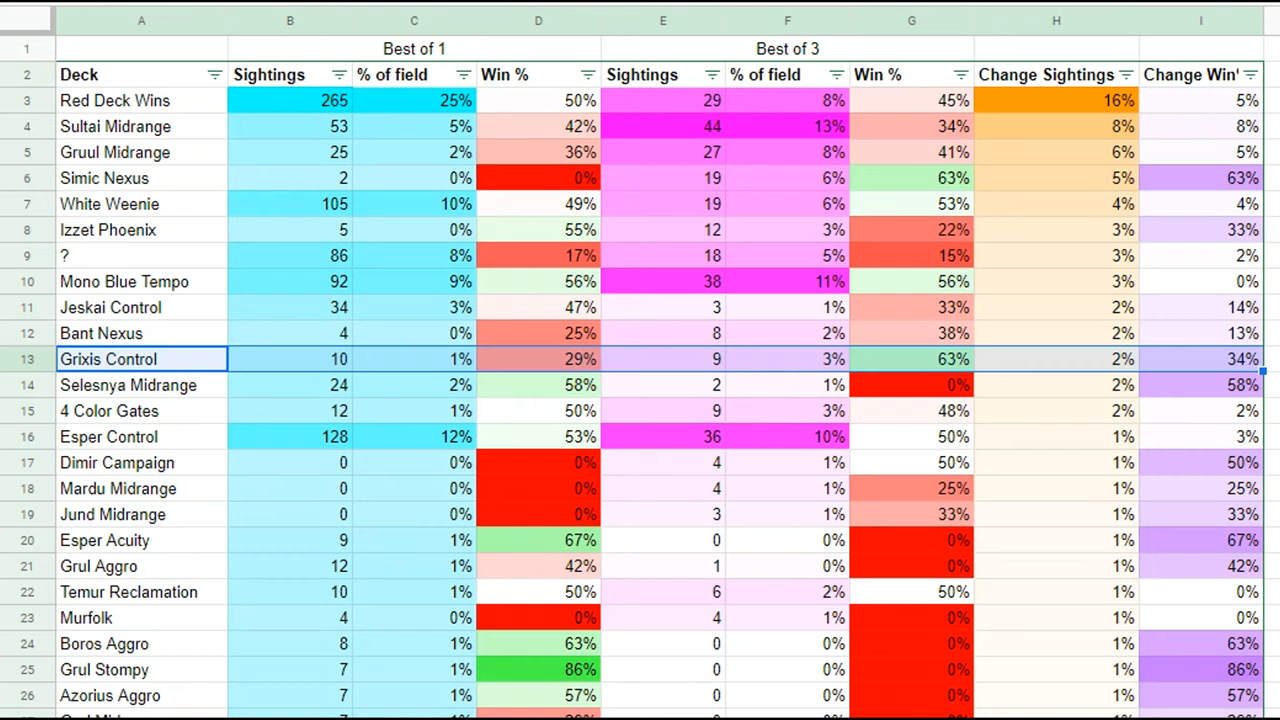 A B C D E F G H I
1 Best of 1 Best of 3
2 Deck Sightings % of field Win % Sightings % of field Win % Change Sightings Change Win'
3 Red Deck Wins 265 25% 50% 29 8% 45% 16% 5%
4 Sultai Midrange 53 5% 42% 44 13% 34% 8% 8%
5 Gruul Midrange 25 2% 36% 27 8% 41% 6% 5%
6 Simic Nexus 2 0% 0% 19 6% 63% 5% 63%
7 White Weenie 105 10% 49% 19 6% 53% 4% 4%
8 Izzet Phoenix 5 0% 55% 12 3% 22% 3% 33%
9 ? 86 8% 17% 18 5% 15% 3% 2%
10 Mono Blue Tempo 92 9% 56% 38 11% 56% 3% 0%
11 Jeskai Control 34 3% 47% 3 1% 33% 2% 14%
12 Bant Nexus 4 0% 25% 8 2% 38% 2% 13%
13 Grixis Control 10 1% 29% 9 3% 63% 2% 34%
14 Selesnya Midrange 24 2% 58% 2 1% 0% 2% 58%
15 4 Color Gates 12 1% 50% 9 3% 48% 2% 2%
16 Esper Control 128 12% 53% 36 10% 50% 1% 3%
17 Dimir Campaign 0 0% 0% 4 1% 50% 1% 50%
18 Mardu Midrange 0 0% 0% 4 1% 25% 1% 25%
19 Jund Midrange 0 0% 0% 3 1% 33% 1% 33%
20 Esper Acuity 9 1% 67% 0 0% 0% 1% 67%
21 Grul Aggro 12 1% 42% 1 0% 0% 1% 42%
22 Temur Reclamation 10 1% 50% 6 2% 50% 1% 0%
23 Murfolk 4 0% 0% 4 1% 0% 1% 0%
24 Boros Aggro 8 1% 63% 0 0% 0% 1% 63%
25 Grul Stompy 7 1% 86% 0 0% 0% 1% 86%
26 Azorius Aggro 7 1% 57% 0 0% 0% 1% 57%